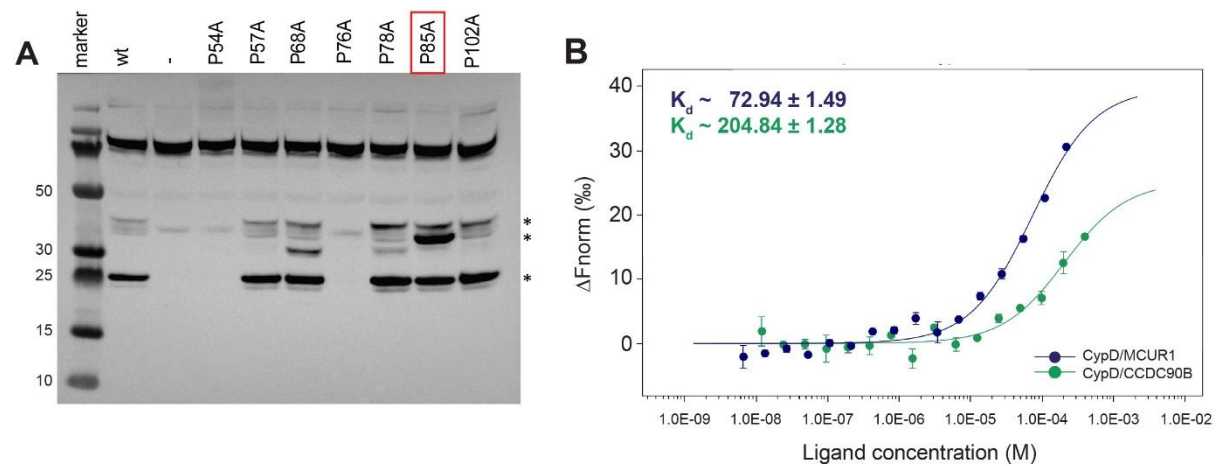 A
marker
wt
-
P54A
P57A
P68A
P76A
P78A
P85A
P102A
50
30
25
15
10
*
*
*
B
Kd ~ 72.94 ± 1.49
Kd ~ 204.84 ± 1.28
40
30
20
10
0
ΔFnorm (‰)
CypD/MCUR1
CypD/CCDC90B
1.0E-09 1.0E-08 1.0E-07 1.0E-06 1.0E-05 1.0E-04 1.0E-03 1.0E-02
Ligand concentration (M)